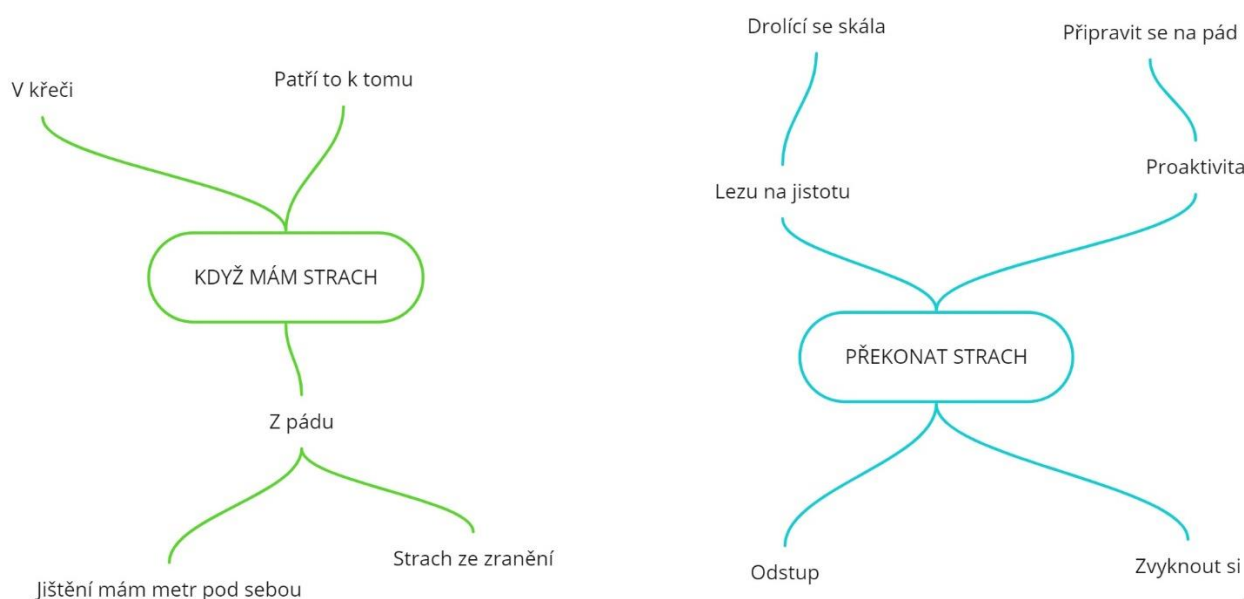 V křeči
Patří to k tomu
KDYŽ MÁM STRACH
Z pádu
Jištění mám metr pod sebou
Strach ze zranění
Drolící se skála
Připravit se na pád
Lezu na jistotu
Proaktivita
PŘEKONAT STRACH
Odstup
Zvyknout si